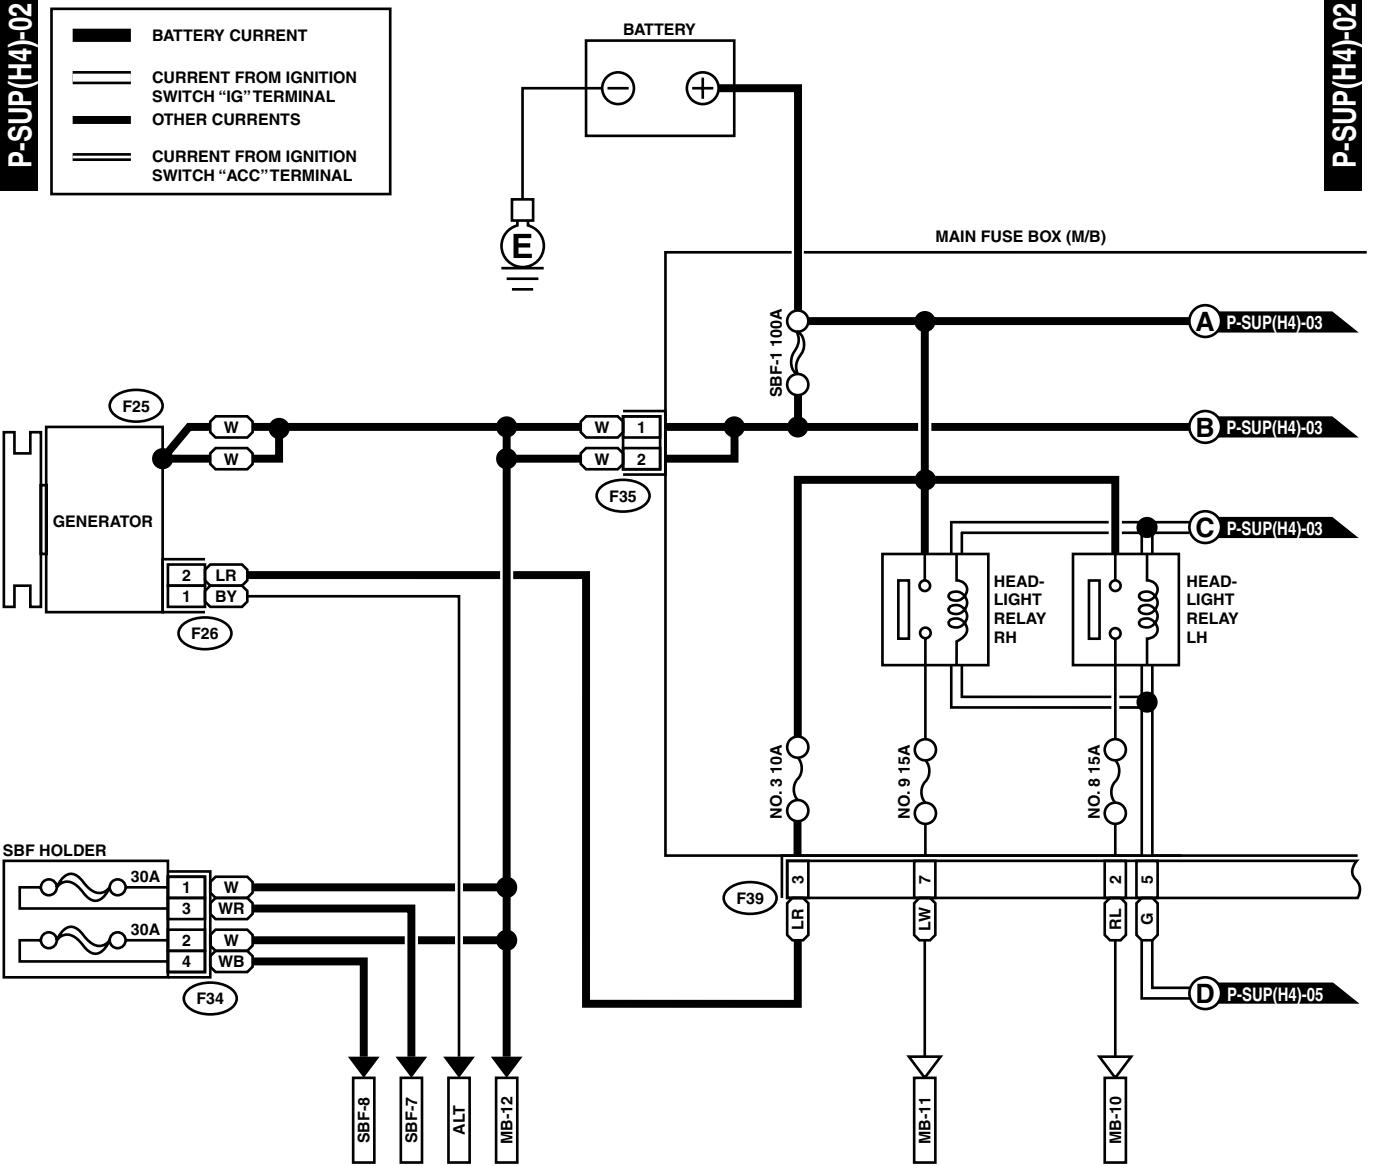 P-SUP(H4)-02
BATTERY CURRENT
CURRENT FROM IGNITION
SWITCH “IG” TERMINAL
OTHER CURRENTS
CURRENT FROM IGNITION
SWITCH “ACC” TERMINAL
BATTERY
− +
P-SUP(H4)-02
E
MAIN FUSE BOX (M/B)
SBF-1 100A
A P-SUP(H4)-03
F25
W
W 1
B P-SUP(H4)-03
W
W 2
F35
GENERATOR
C P-SUP(H4)-03
2 LR
1 BY
F26
HEAD-
LIGHT
RELAY
RH
HEAD-
LIGHT
RELAY
LH
NO. 3 10A
NO. 9 15A
NO. 8 15A
SBF HOLDER
30A
1 W
3 WR
30A
2 W
4 WB
F34
F39
3
7
2
5
LR
LW
RL
G
D P-SUP(H4)-05
SBF-8
SBF-7
ALT
MB-12
MB-11
MB-10